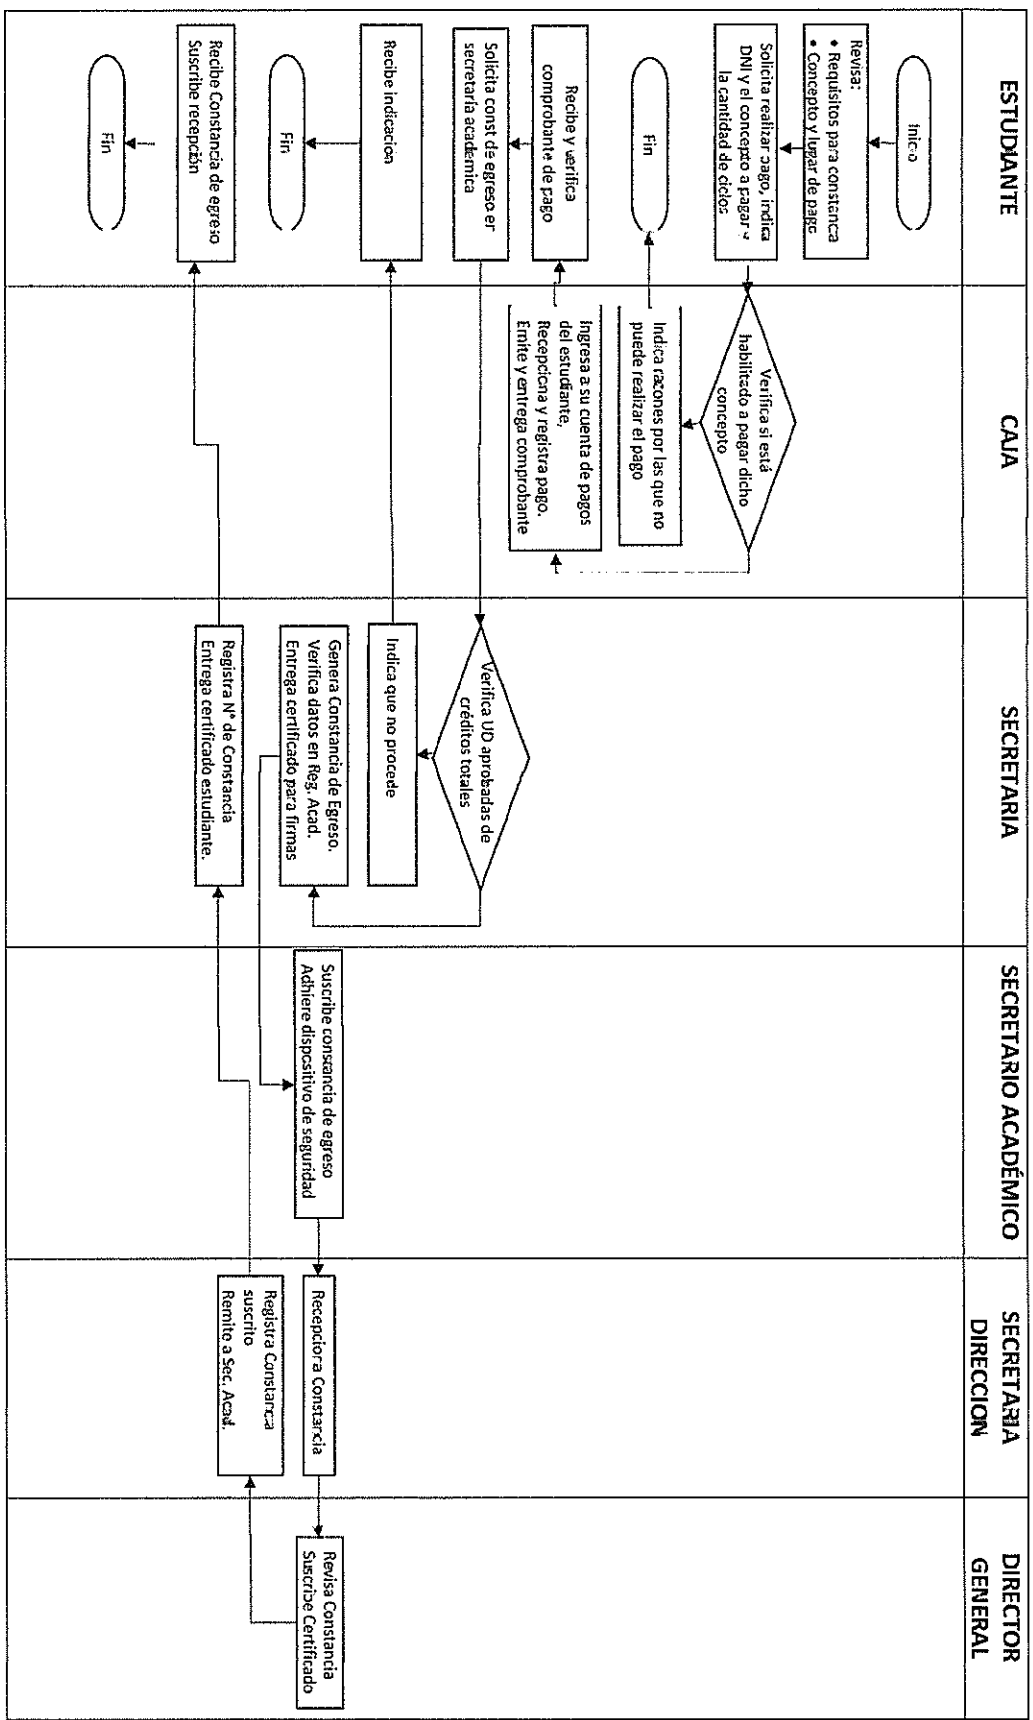 ESTUDIANTE
CAJA
SECRETARIA
SECRETARIO ACADÉMICO
SECRETARIA
DIRECCION
DIRECTOR
GENERAL
Inicio
Revisa:
• Requisitos para constancia
• Concepto y lugar de pago
Solicita realizar pago, indica
DNI y el concepto a pagar y
la cantidad de ciclos
Verifica si está
habilitado a pagar dicho
concepto
Fin
Indica razones por las que no
puede realizar el pago
Recibe y verifica
comprobante de pago
Ingresa a su cuenta de pagos
del estudiante,
Recepciona y registra pago.
Emite y entrega comprobante
Solicita const de egreso er
secretaría académica
Verifica UD aprobadas de
créditos totales
Recibe indicacion
Indica que no procede
Fin
Genera Constancia de Egreso.
Verifica datos en Reg. Acad.
Entrega certificado para firmas
Suscribe constancia de egreso
Adhiere dispositivo de seguridad
Recepciona Constancia
Revisa Constancia
Suscribe Certificado
Registra Constancia
suscrito
Remite a Sec. Acad.
Registra N° de Constancia
Entrega certificado estudiante.
Recibe Constancia de egreso
Suscribe recepción
Fin